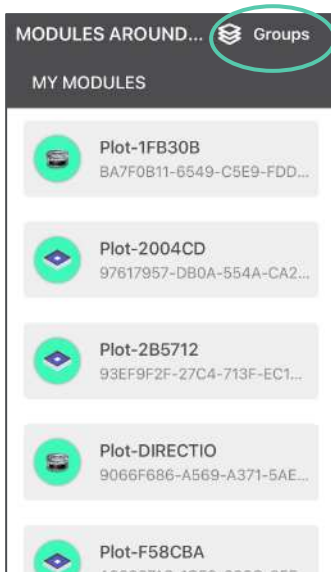 MODULES AROUND... Groups
MY MODULES
Plot-1FB30B
BA7F0B11-6549-C5E9-FDD...
Plot-2004CD
97617957-DB0A-554A-CA2...
Plot-2B5712
93EF9F2F-27C4-713F-EC1...
Plot-DIRECTIO
9066F686-A569-A371-5AE...
Plot-F58CBA